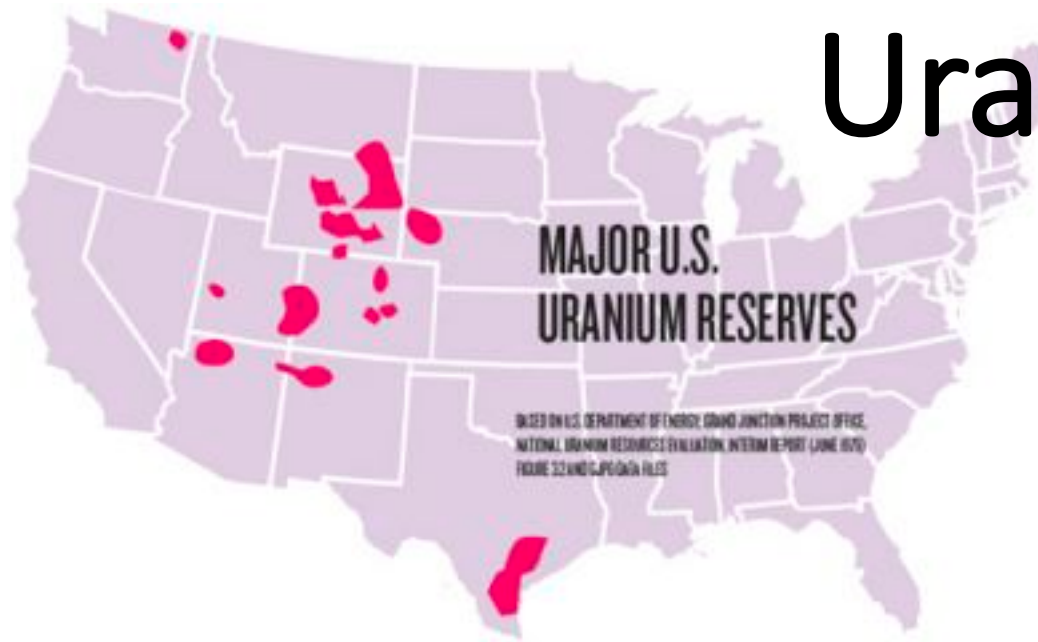 Ura
MAJOR U.S.
URANIUM RESERVES
BASED ON U.S. DEPARTMENT OF ENERGY, GRAND JUNCTION PROJECT OFFICE,
NATIONAL URANIUM RESOURCES EVALUATION, INTERIM REPORT (JUNE 1979)
FIGURE 3.2 AND GJPO DATA FILES